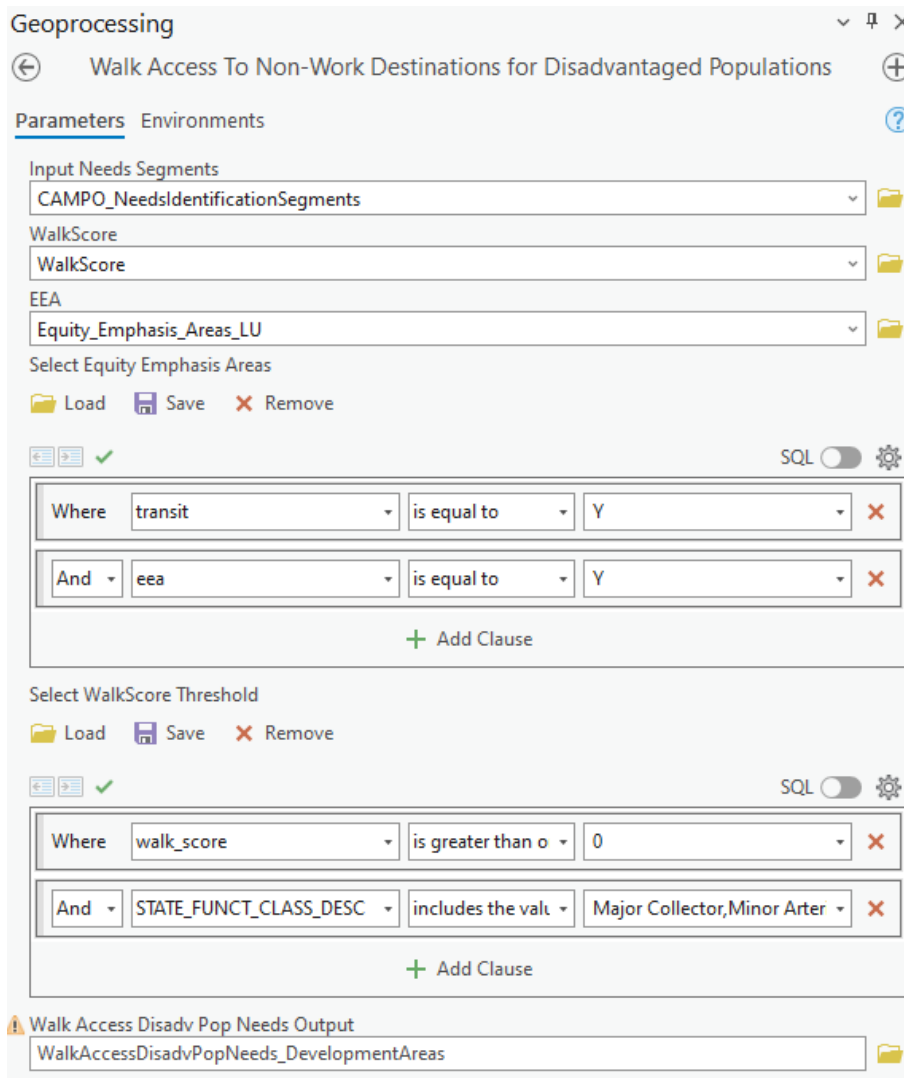 Geoprocessing
Walk Access To Non-Work Destinations for Disadvantaged Populations
Parameters Environments
Input Needs Segments
CAMPO_NeedsIdentificationSegments
WalkScore
WalkScore
EEA
Equity_Emphasis_Areas_LU
Select Equity Emphasis Areas
Load Save Remove
SQL
Where transit is equal to Y
And eea is equal to Y
Add Clause
Select WalkScore Threshold
Load Save Remove
SQL
Where walk_score is greater than o 0
And STATE_FUNCT_CLASS_DESC includes the valu Major Collector,Minor Arter
Add Clause
Walk Access Disadv Pop Needs Output
WalkAccessDisadvPopNeeds_DevelopmentAreas